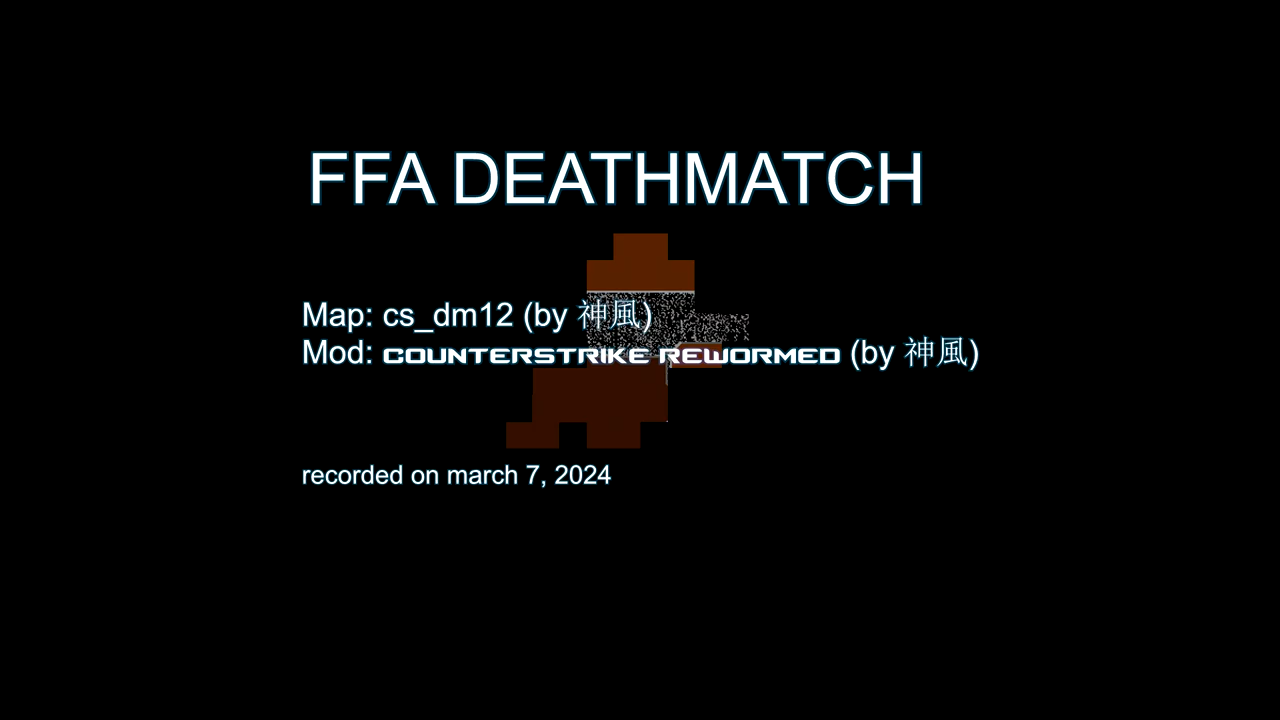 FFA DEATHMATCH
Map: cs_dm12 (by 神風)
Mod: COUNTERSTRIKE REWORMED (by 神風)
recorded on march 7, 2024